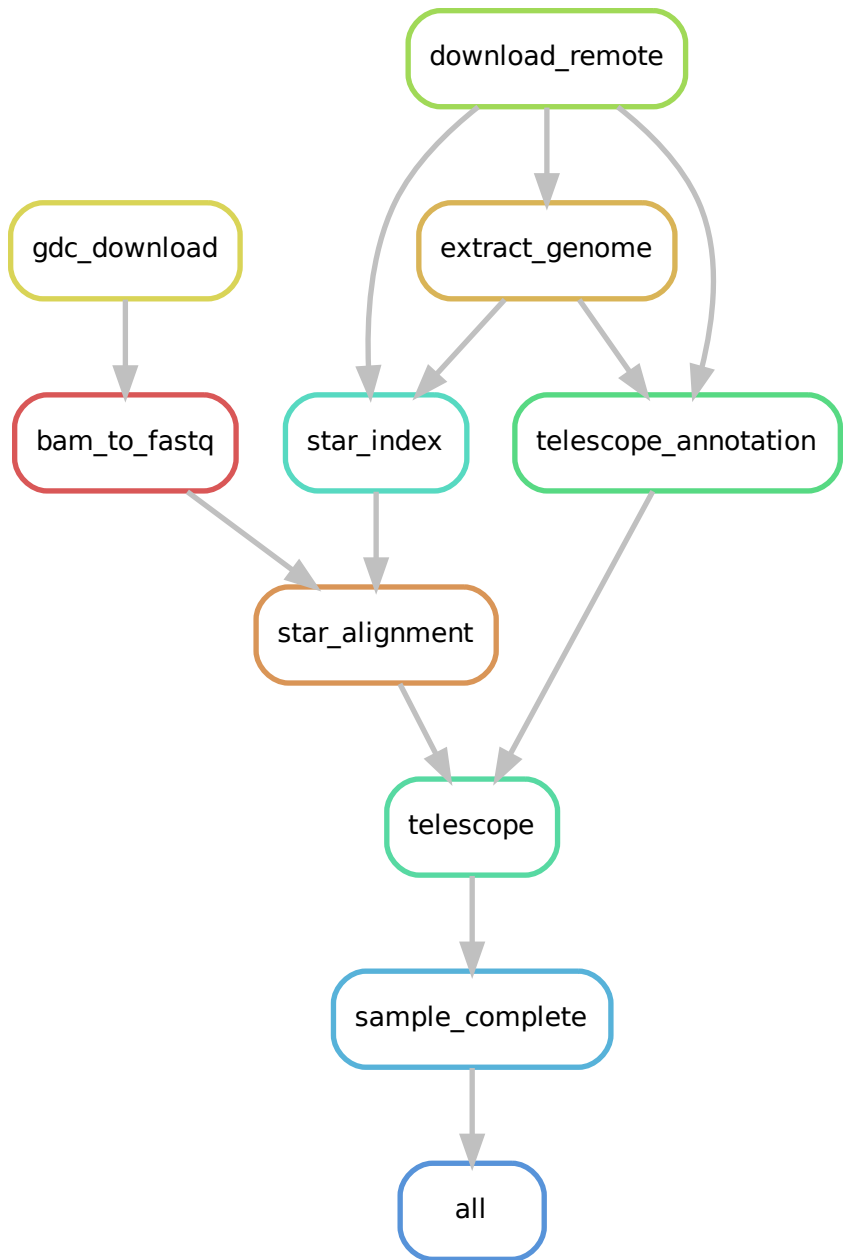 download_remote
gdc_download
extract_genome
bam_to_fastq
star_index
telescope_annotation
star_alignment
telescope
sample_complete
all